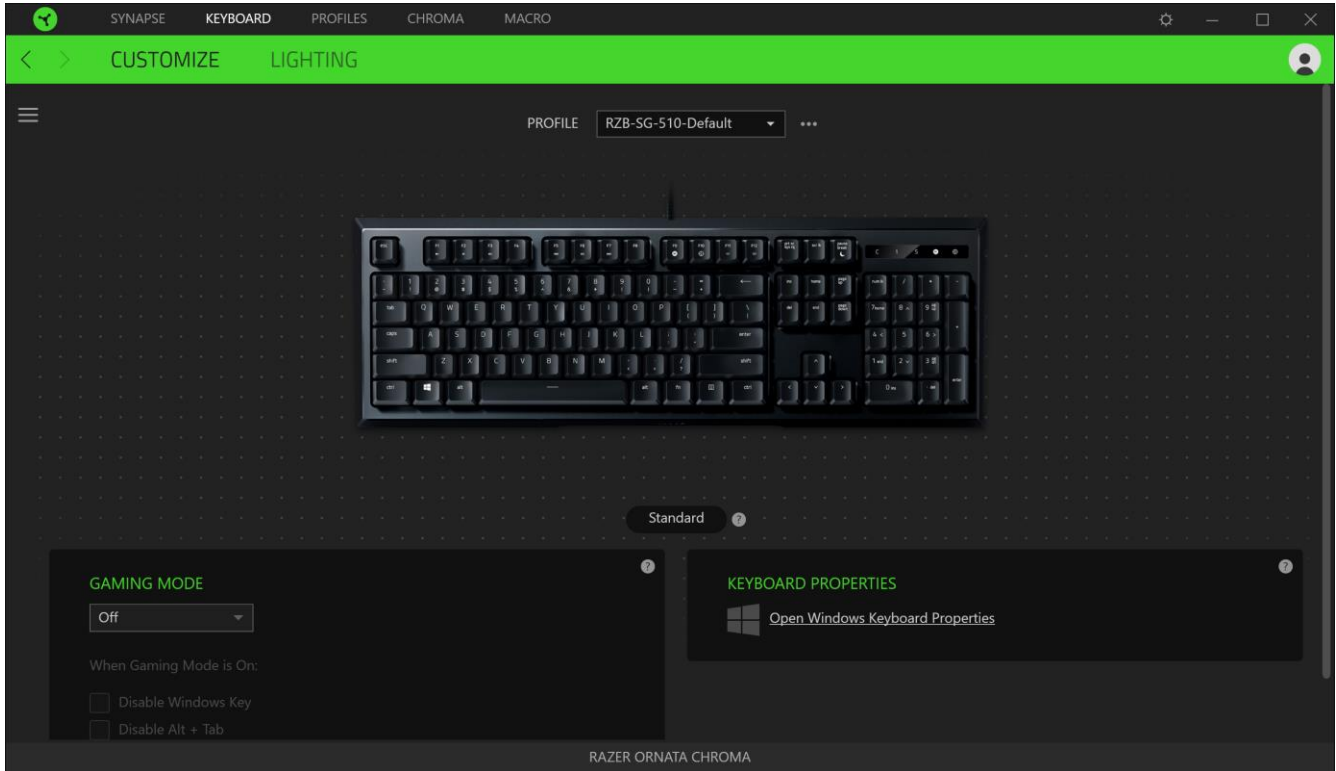 SYNAPSE KEYBOARD PROFILES CHROMA MACRO
CUSTOMIZE LIGHTING
PROFILE RZB-SG-510-Default
Standard
GAMING MODE
Off
When Gaming Mode is On:
Disable Windows Key
Disable Alt + Tab
KEYBOARD PROPERTIES
Open Windows Keyboard Properties
RAZER ORNATA CHROMA